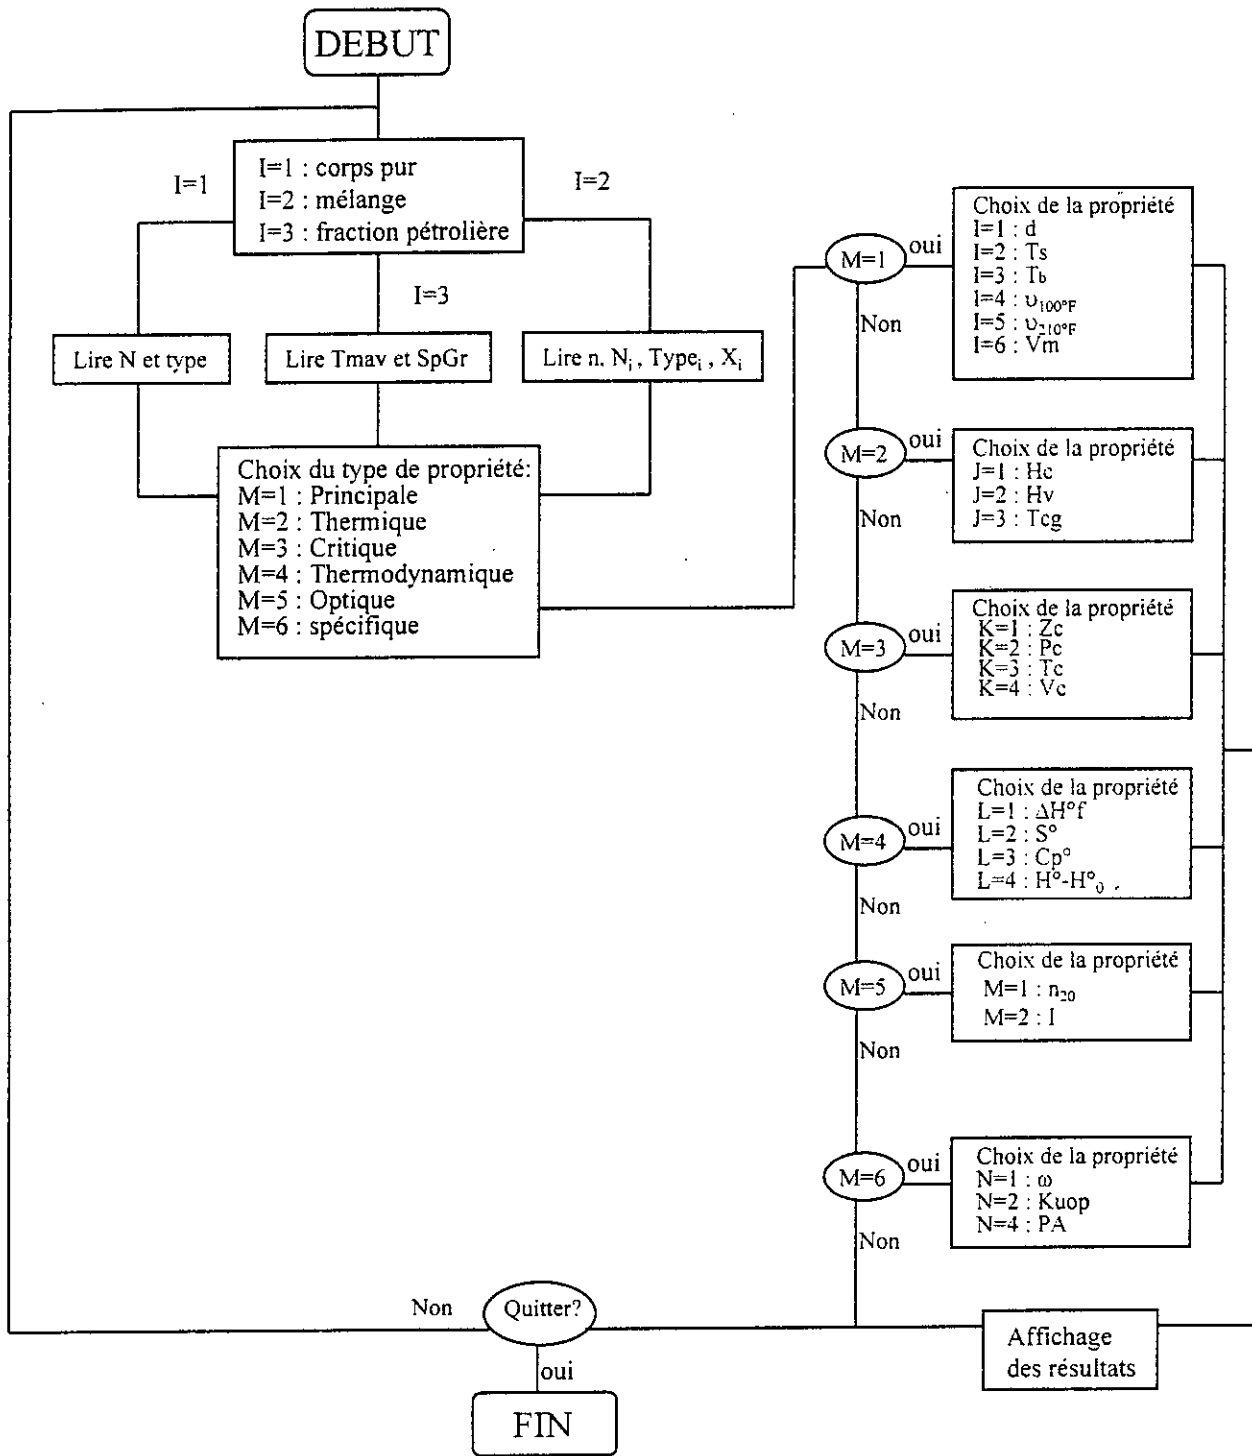 DEBUT
I=1 : corps pur
I=2 : mélange
I=3 : fraction pétrolière
I=1
I=2
I=3
Lire N et type
Lire Tmav et SpGr
Lire n, Nᵢ , Typeᵢ , Xᵢ
Choix du type de propriété:
M=1 : Principale
M=2 : Thermique
M=3 : Critique
M=4 : Thermodynamique
M=5 : Optique
M=6 : spécifique
M=1
oui
Non
Choix de la propriété
I=1 : d
I=2 : Ts
I=3 : Tb
I=4 : υ100°F
I=5 : υ210°F
I=6 : Vm
M=2
oui
Non
Choix de la propriété
J=1 : Hc
J=2 : Hv
J=3 : Tcg
M=3
oui
Non
Choix de la propriété
K=1 : Zc
K=2 : Pc
K=3 : Tc
K=4 : Vc
M=4
oui
Non
Choix de la propriété
L=1 : ΔH°f
L=2 : S°
L=3 : Cp°
L=4 : H°-H°₀
M=5
oui
Non
Choix de la propriété
M=1 : n₂₀
M=2 : I
M=6
oui
Non
Choix de la propriété
N=1 : ω
N=2 : Kuop
N=4 : PA
Non
Quitter?
oui
Affichage
des résultats
FIN